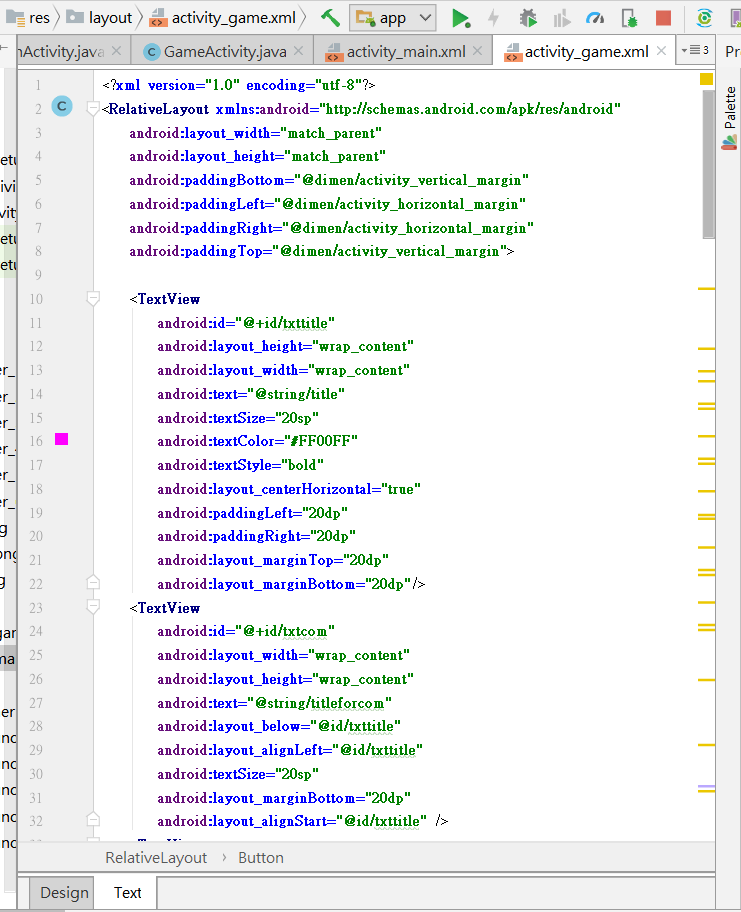 res layout activity_game.xml app
nActivity.java GameActivity.java activity_main.xml activity_game.xml 3 Pr
Palette
1 <?xml version="1.0" encoding="utf-8"?>
2 <RelativeLayout xmlns:android="http://schemas.android.com/apk/res/android"
3 android:layout_width="match_parent"
4 android:layout_height="match_parent"
5 android:paddingBottom="@dimen/activity_vertical_margin"
6 android:paddingLeft="@dimen/activity_horizontal_margin"
7 android:paddingRight="@dimen/activity_horizontal_margin"
8 android:paddingTop="@dimen/activity_vertical_margin">
9
10 <TextView
11 android:id="@+id/txttitle"
12 android:layout_height="wrap_content"
13 android:layout_width="wrap_content"
14 android:text="@string/title"
15 android:textSize="20sp"
16 android:textColor="#FF00FF"
17 android:textStyle="bold"
18 android:layout_centerHorizontal="true"
19 android:paddingLeft="20dp"
20 android:paddingRight="20dp"
21 android:layout_marginTop="20dp"
22 android:layout_marginBottom="20dp"/>
23 <TextView
24 android:id="@+id/txtcom"
25 android:layout_width="wrap_content"
26 android:layout_height="wrap_content"
27 android:text="@string/titleforcom"
28 android:layout_below="@id/txttitle"
29 android:layout_alignLeft="@id/txttitle"
30 android:textSize="20sp"
31 android:layout_marginBottom="20dp"
32 android:layout_alignStart="@id/txttitle" />
RelativeLayout › Button
Design Text